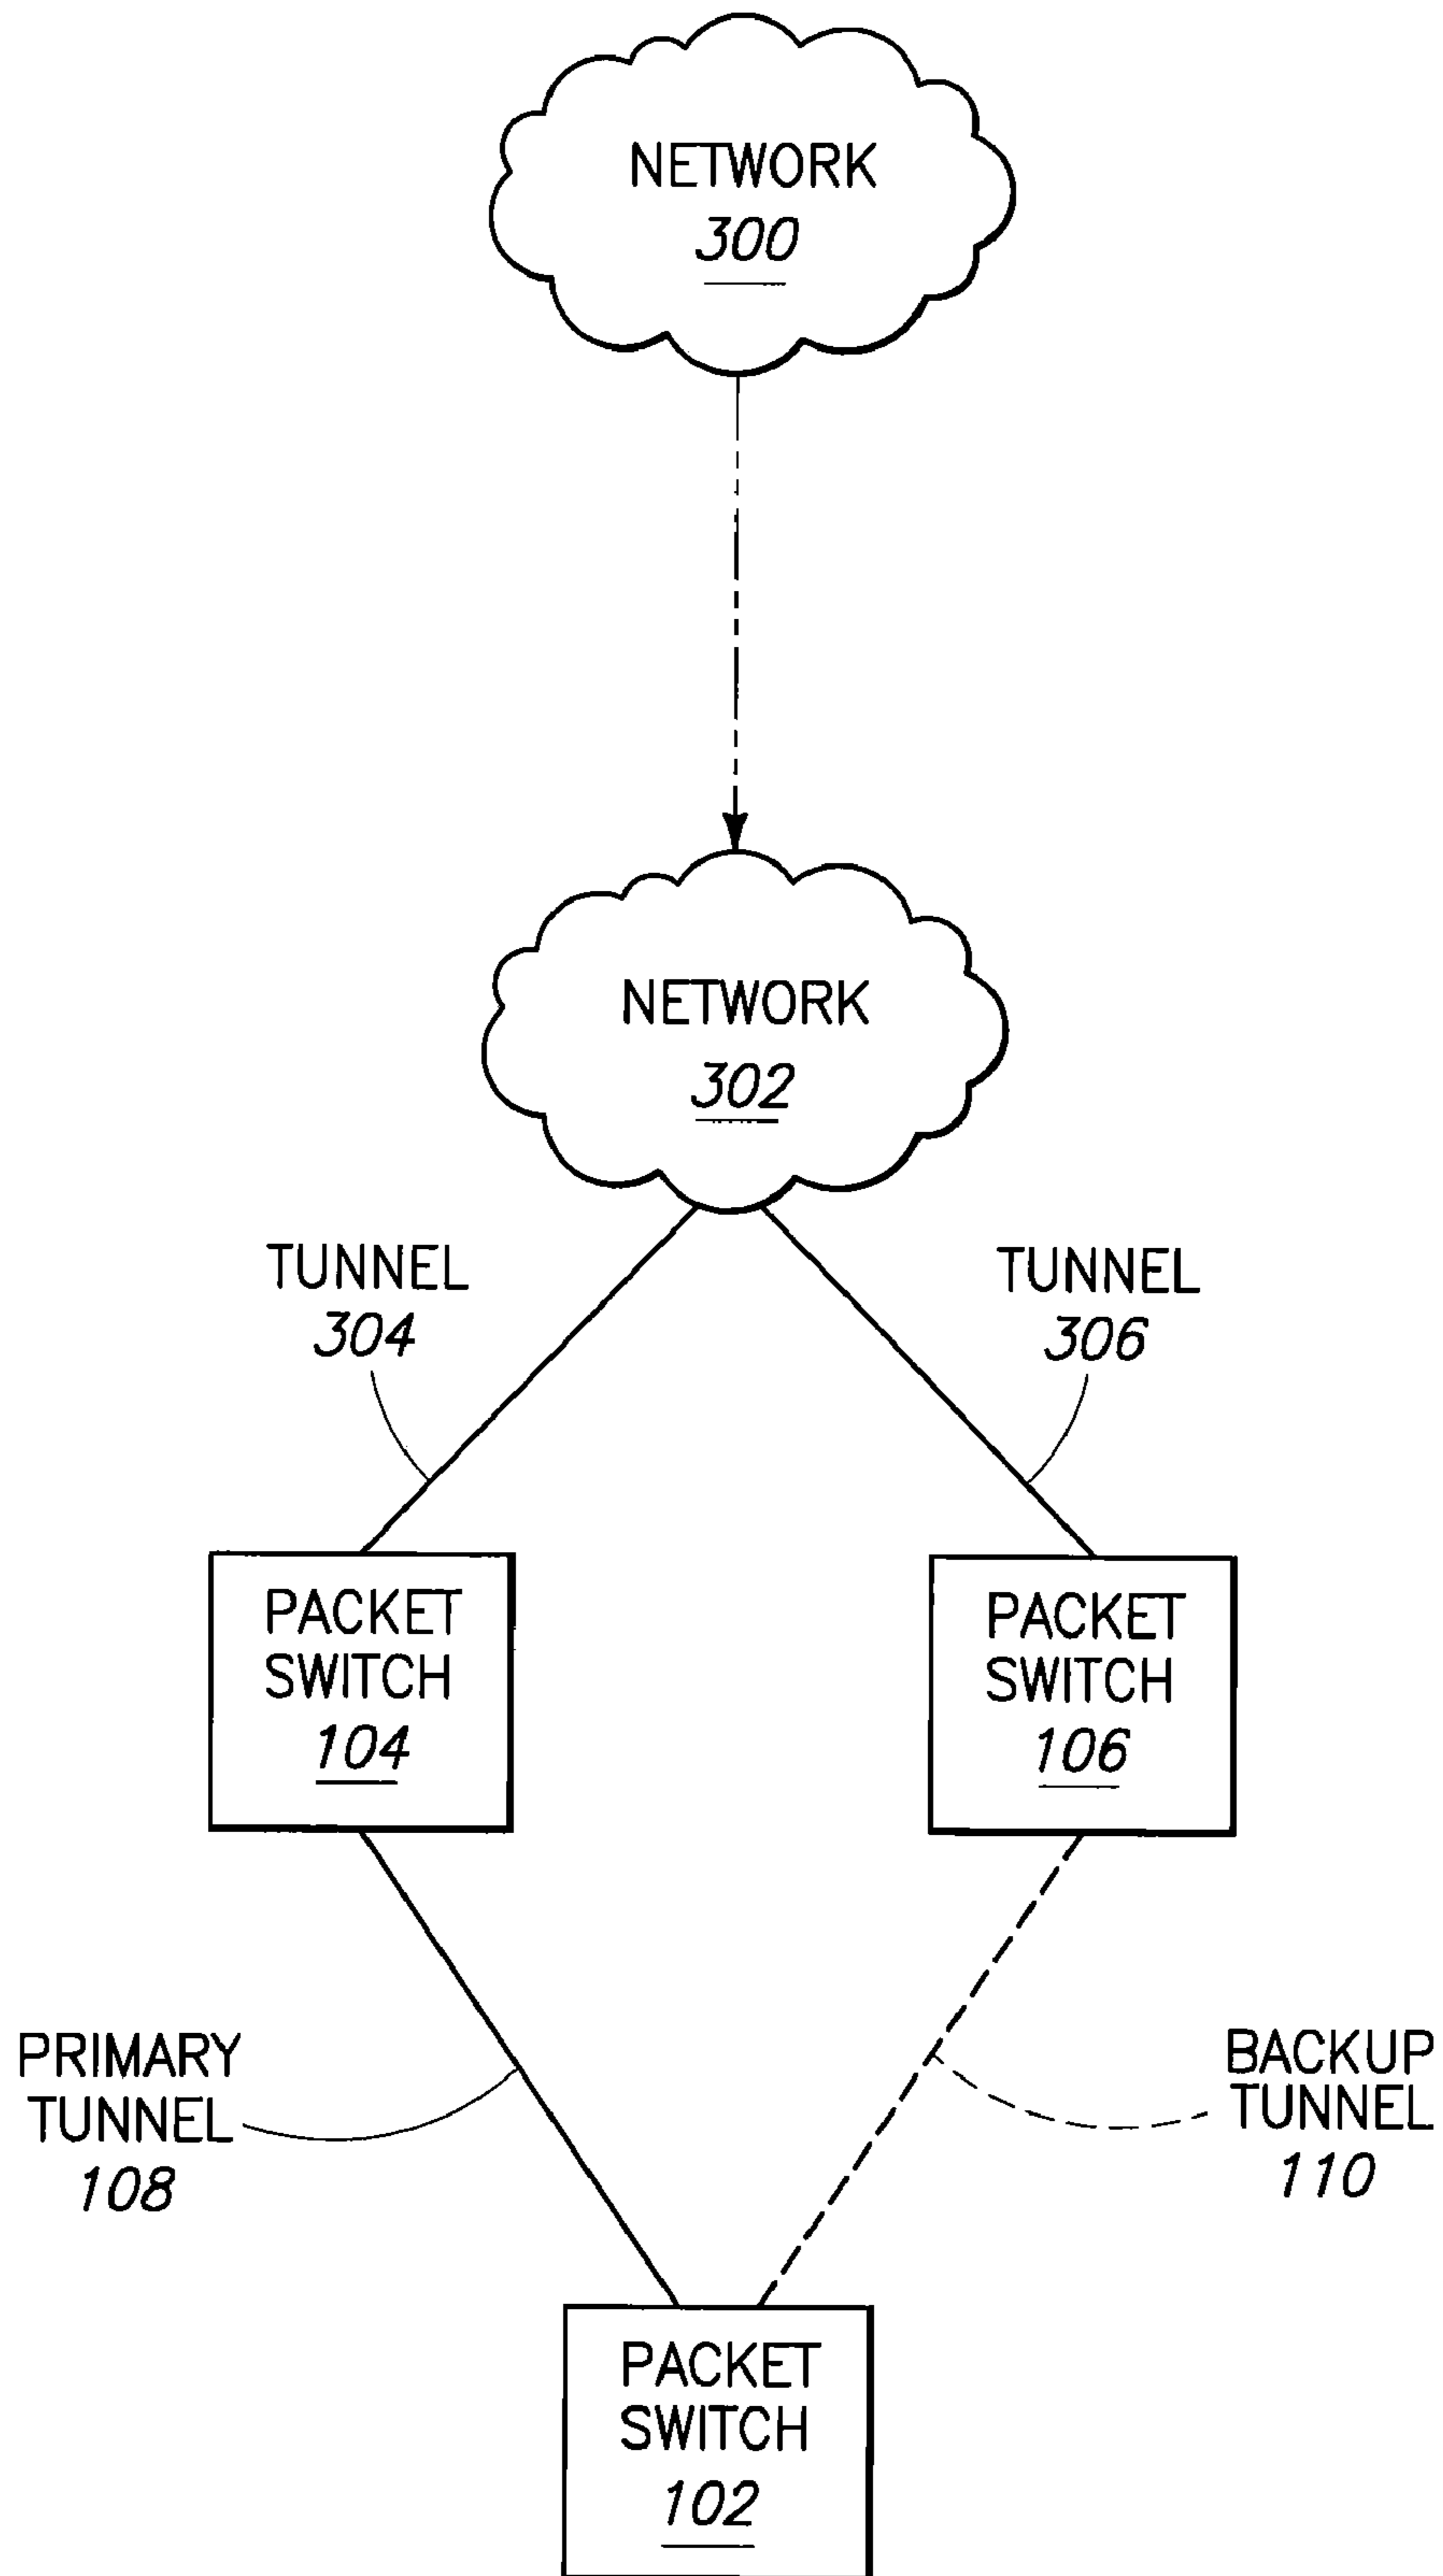 NETWORK
300
NETWORK
302
TUNNEL
304
TUNNEL
306
PACKET
SWITCH
104
PACKET
SWITCH
106
PRIMARY
TUNNEL
108
BACKUP
TUNNEL
110
PACKET
SWITCH
102